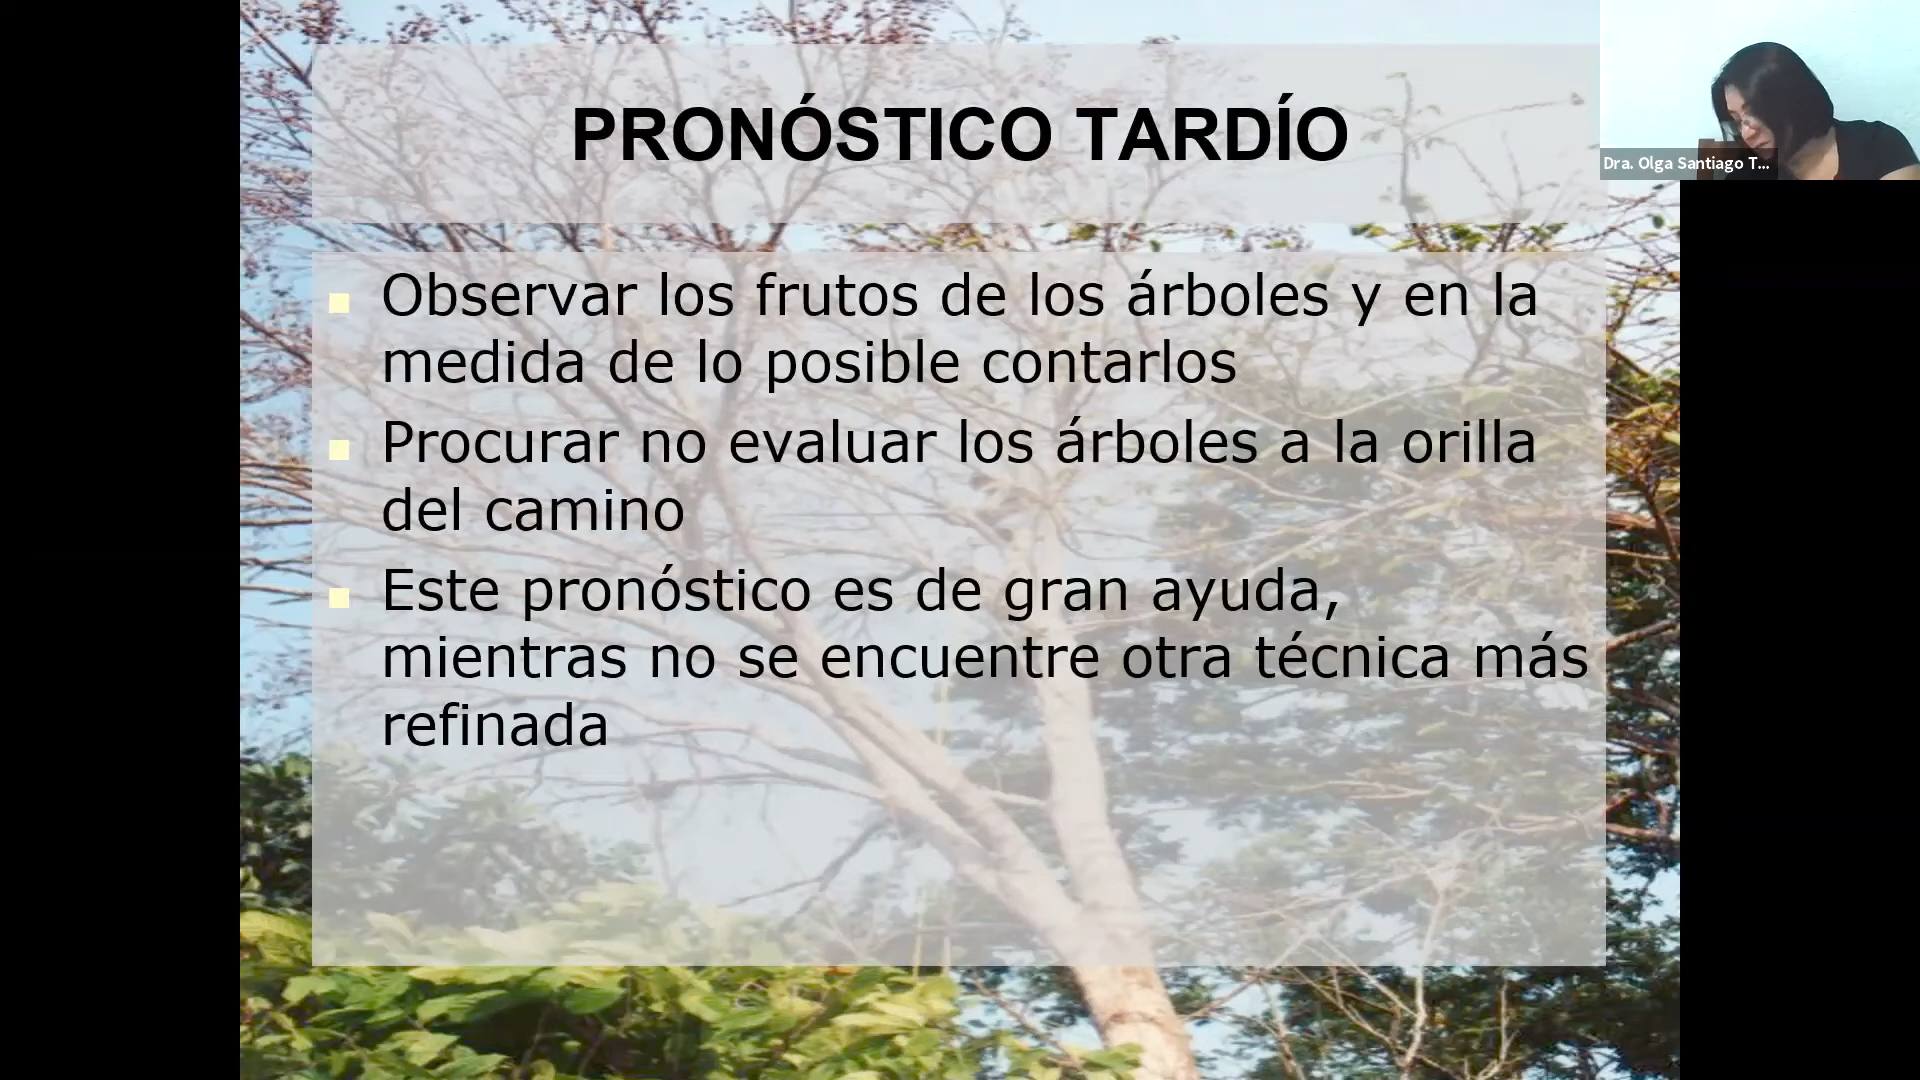 PRONÓSTICO TARDÍO
Dra. Olga Santiago T...
Observar los frutos de los árboles y en la
medida de lo posible contarlos
Procurar no evaluar los árboles a la orilla
del camino
Este pronóstico es de gran ayuda,
mientras no se encuentre otra técnica más
refinada